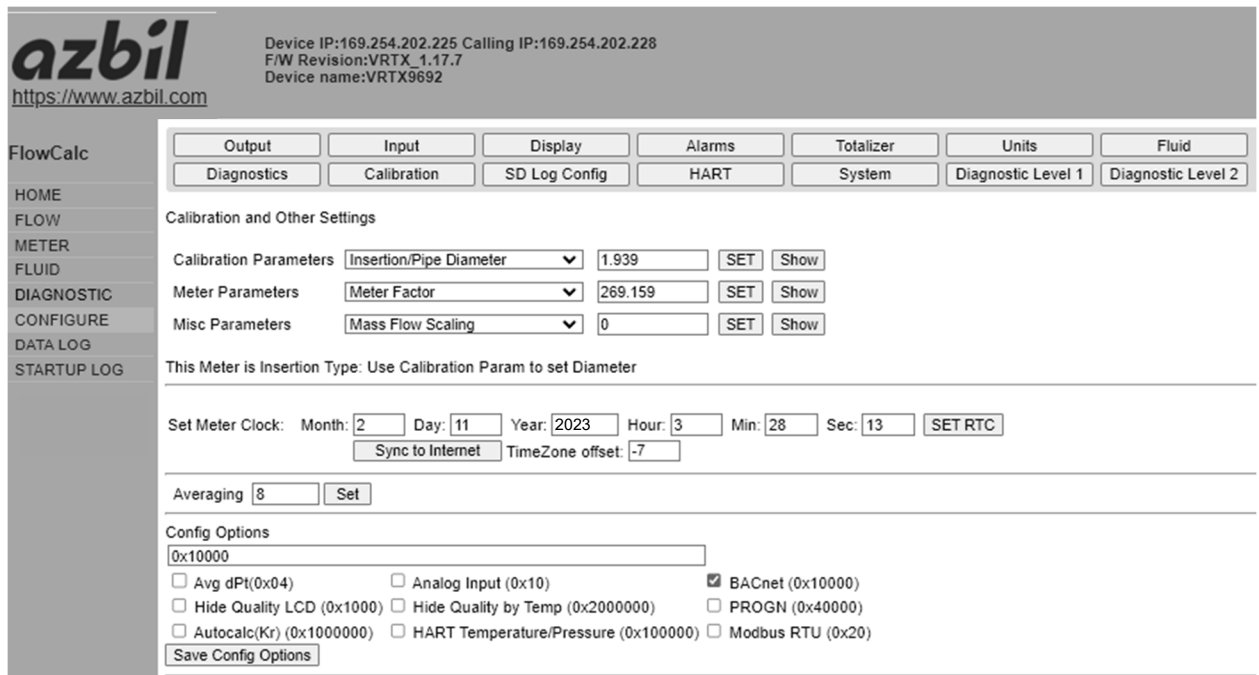 azbil
https://www.azbil.com
Device IP:169.254.202.225 Calling IP:169.254.202.228
F/W Revision:VRTX_1.17.7
Device name:VRTX9692
FlowCalc
HOME
FLOW
METER
FLUID
DIAGNOSTIC
CONFIGURE
DATA LOG
STARTUP LOG
Output Input Display Alarms Totalizer Units Fluid
Diagnostics Calibration SD Log Config HART System Diagnostic Level 1 Diagnostic Level 2
Calibration and Other Settings
Calibration Parameters Insertion/Pipe Diameter 1.939 SET Show
Meter Parameters Meter Factor 269.159 SET Show
Misc Parameters Mass Flow Scaling 0 SET Show
This Meter is Insertion Type: Use Calibration Param to set Diameter
Set Meter Clock: Month: 2 Day: 11 Year: 2023 Hour: 3 Min: 28 Sec: 13 SET RTC
Sync to Internet TimeZone offset: -7
Averaging 8 Set
Config Options
0x10000
Avg dPt(0x04) Analog Input (0x10) BACnet (0x10000)
Hide Quality LCD (0x1000) Hide Quality by Temp (0x2000000) PROGN (0x40000)
Autocalc(Kr) (0x1000000) HART Temperature/Pressure (0x100000) Modbus RTU (0x20)
Save Config Options